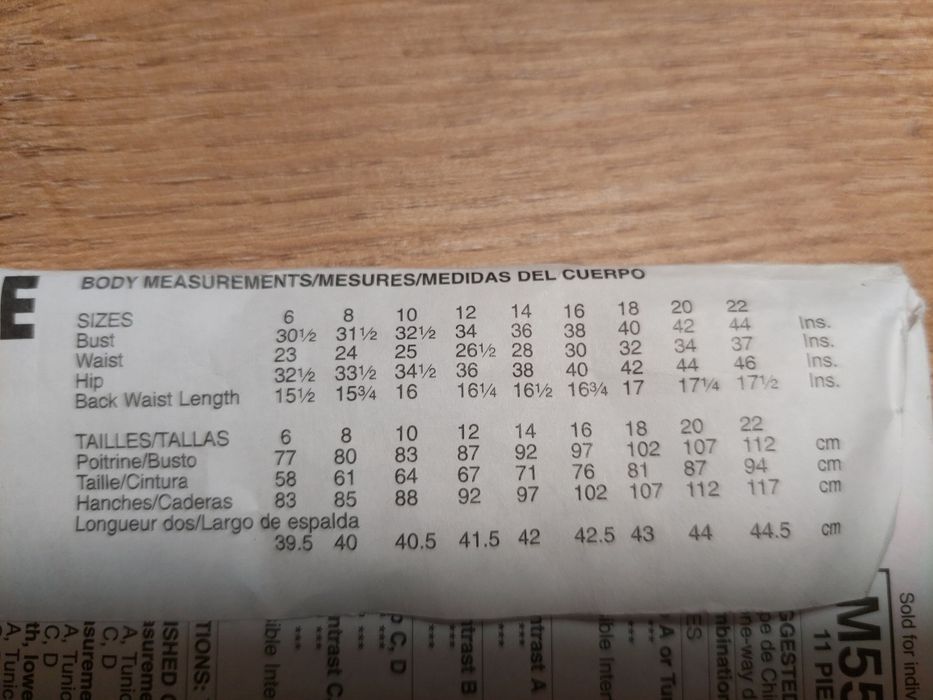 E
BODY MEASUREMENTS/MESURES/MEDIDAS DEL CUERPO
SIZES 6 8 10 12 14 16 18 20 22
Bust 30½ 31½ 32½ 34 36 38 40 42 44 Ins.
Waist 23 24 25 26½ 28 30 32 34 37 Ins.
Hip 32½ 33½ 34½ 36 38 40 42 44 46 Ins.
Back Waist Length 15½ 15¾ 16 16¼ 16½ 16¾ 17 17¼ 17½ Ins.
TAILLES/TALLAS 6 8 10 12 14 16 18 20 22
Poitrine/Busto 77 80 83 87 92 97 102 107 112 cm
Taille/Cintura 58 61 64 67 71 76 81 87 94 cm
Hanches/Caderas 83 85 88 92 97 102 107 112 117 cm
Longueur dos/Largo de espalda
39.5 40 40.5 41.5 42 42.5 43 44 44.5 cm
Sold for
M55
11
A or
C, D
A, Tunic
C, D
A, Tunic